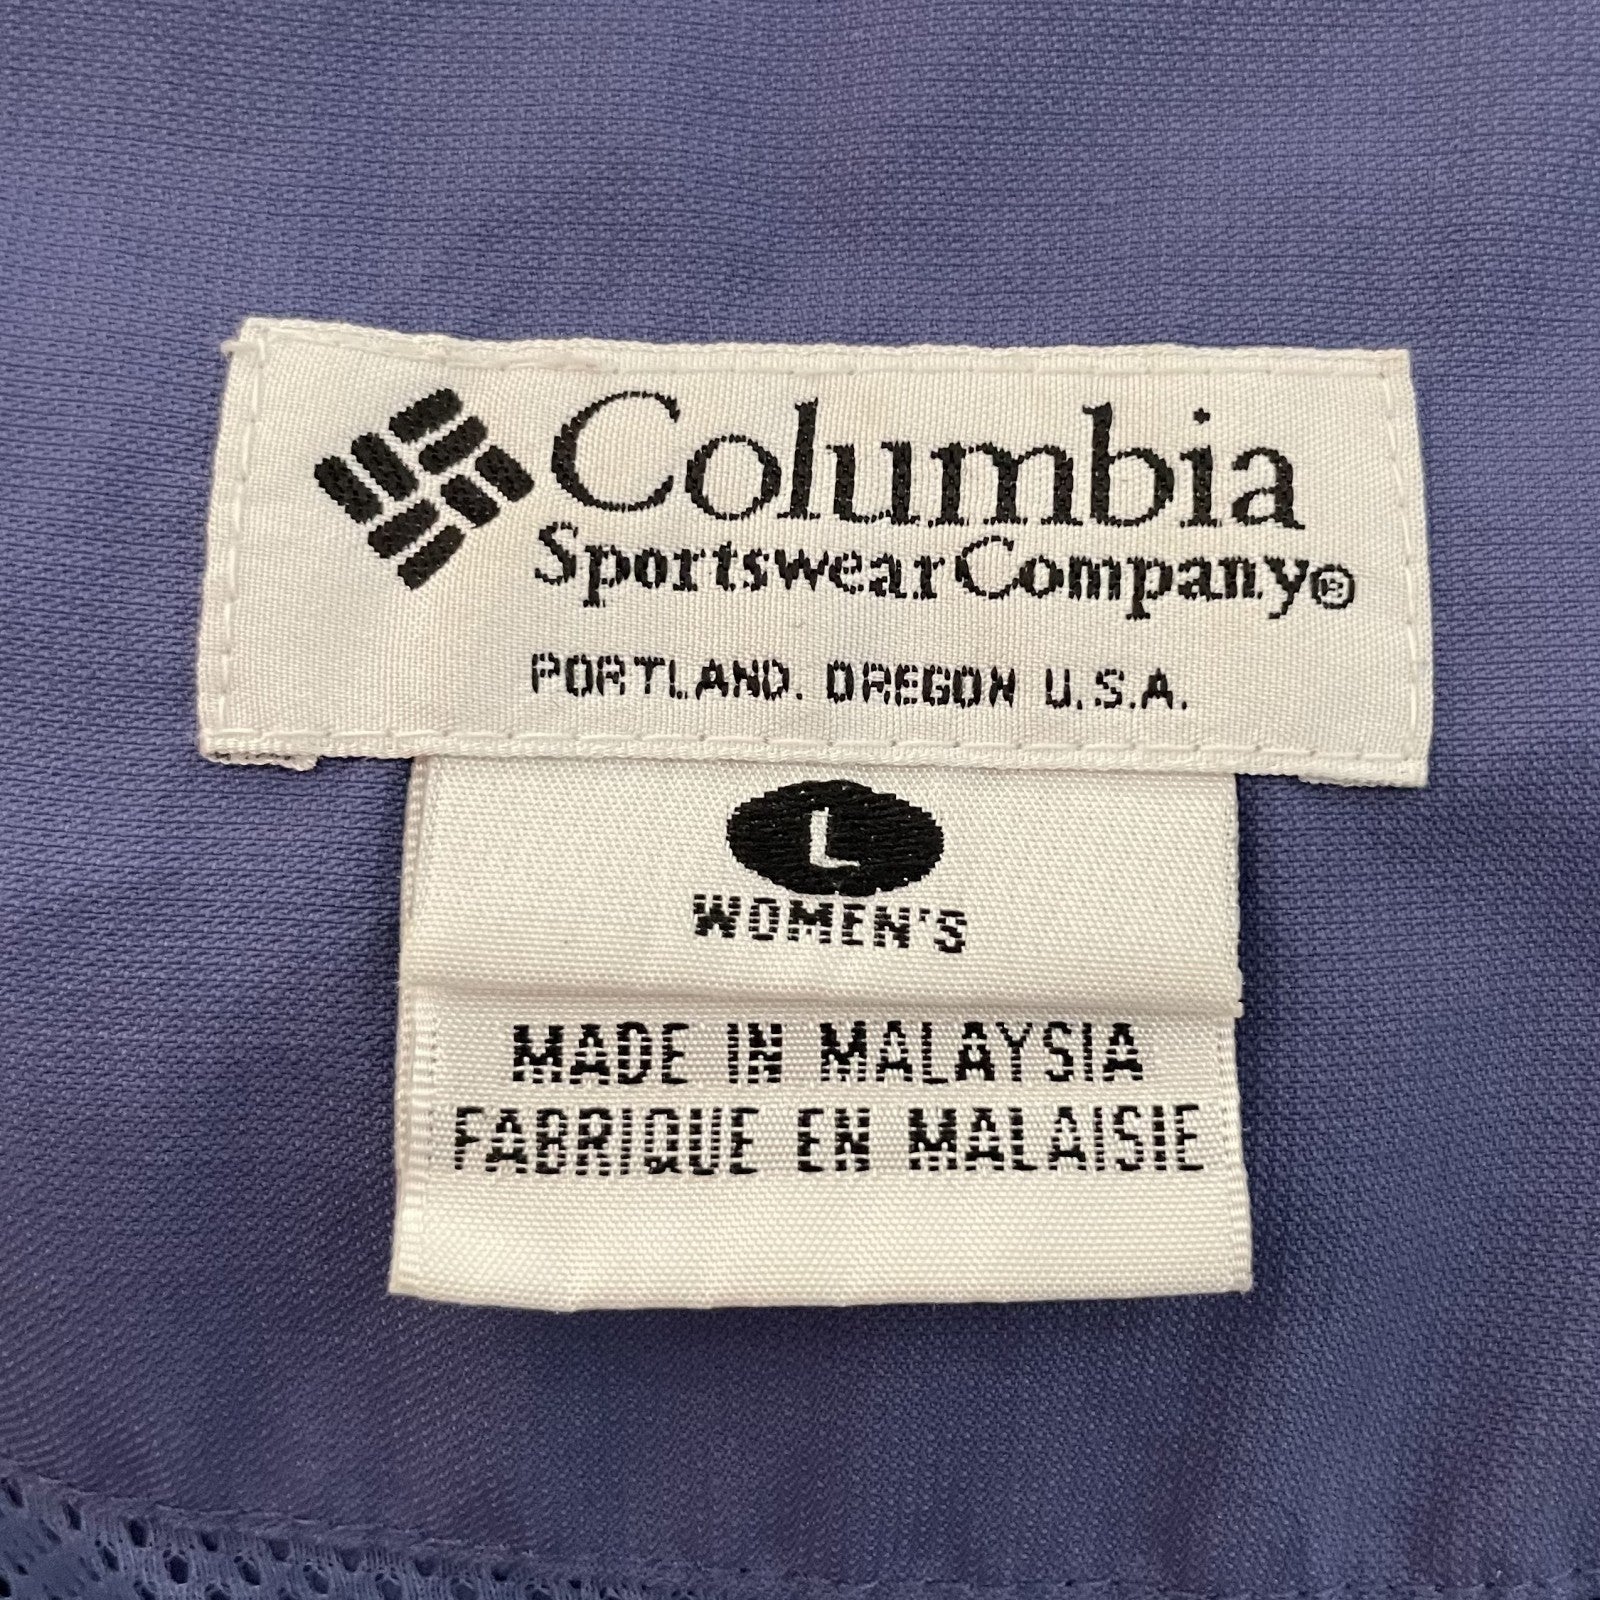 Columbia
Sportswear Company®
PORTLAND, OREGON U.S.A.
L
WOMEN'S
MADE IN MALAYSIA
FABRIQUE EN MALAISIE